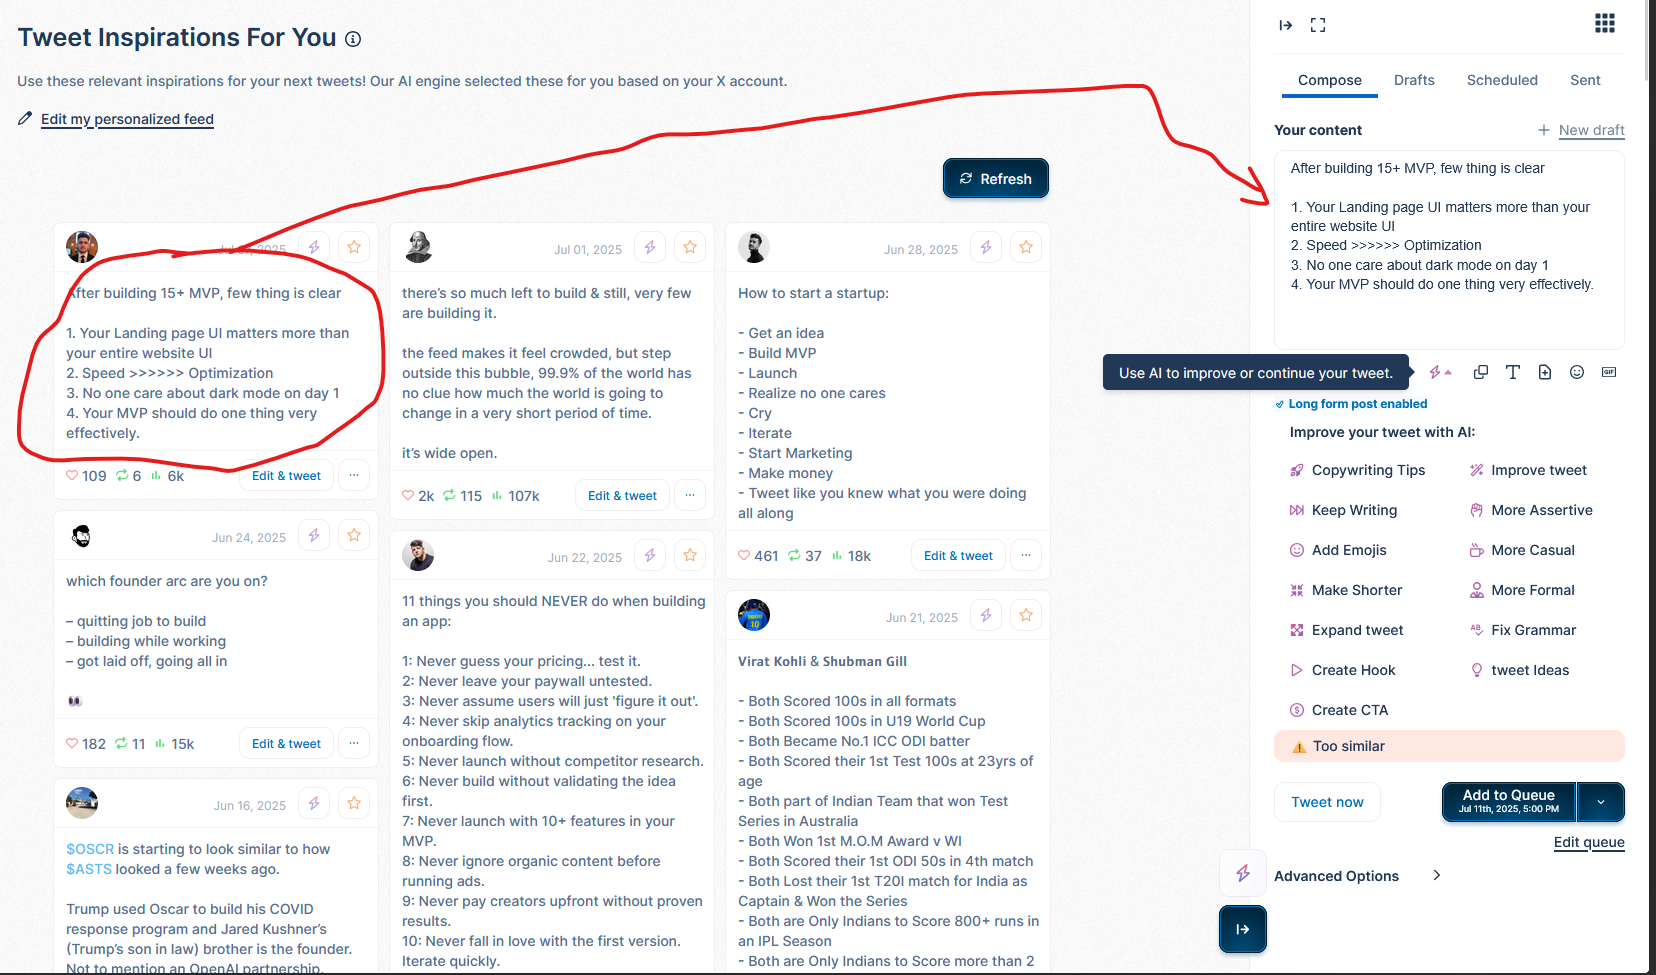 Tweet Inspirations For You
Use these relevant inspirations for your next tweets! Our AI engine selected these for you based on your X account.
Edit my personalized feed
Refresh
After building 15+ MVP, few thing is clear
1. Your Landing page UI matters more than
your entire website UI
2. Speed >>>>>> Optimization
3. No one care about dark mode on day 1
4. Your MVP should do one thing very
effectively.
109 6 6k
Edit & tweet
...
Jun 24, 2025
which founder arc are you on?
– quitting job to build
– building while working
– got laid off, going all in
👀
182 11 15k
Edit & tweet
...
Jun 16, 2025
$OSCR is starting to look similar to how
$ASTS looked a few weeks ago.
Trump used Oscar to build his COVID
response program and Jared Kushner's
(Trump's son in law) brother is the founder.
Not to mention an OpenAI partnership.
Jul 01, 2025
there's so much left to build & still, very few
are building it.
the feed makes it feel crowded, but step
outside this bubble, 99.9% of the world has
no clue how much the world is going to
change in a very short period of time.
it's wide open.
2k 115 107k
Edit & tweet
...
Jun 22, 2025
11 things you should NEVER do when building
an app:
1: Never guess your pricing... test it.
2: Never leave your paywall untested.
3: Never assume users will just 'figure it out'.
4: Never skip analytics tracking on your
onboarding flow.
5: Never launch without competitor research.
6: Never build without validating the idea
first.
7: Never launch with 10+ features in your
MVP.
8: Never ignore organic content before
running ads.
9: Never pay creators upfront without proven
results.
10: Never fall in love with the first version.
Iterate quickly.
Jun 28, 2025
How to start a startup:
- Get an idea
- Build MVP
- Launch
- Realize no one cares
- Cry
- Iterate
- Start Marketing
- Make money
- Tweet like you knew what you were doing
all along
461 37 18k
Edit & tweet
...
Jun 21, 2025
Virat Kohli & Shubman Gill
- Both Scored 100s in all formats
- Both Scored 100s in U19 World Cup
- Both Became No.1 ICC ODI batter
- Both Scored their 1st Test 100s at 23yrs of
age
- Both part of Indian Team that won Test
Series in Australia
- Both Won 1st M.O.M Award v WI
- Both Scored their 1st ODI 50s in 4th match
- Both Lost their 1st T20I match for India as
Captain & Won the Series
- Both are Only Indians to Score 800+ runs in
an IPL Season
- Both are Only Indians to Score more than 2
Compose
Drafts
Scheduled
Sent
Your content
+ New draft
After building 15+ MVP, few thing is clear
1. Your Landing page UI matters more than your
entire website UI
2. Speed >>>>>> Optimization
3. No one care about dark mode on day 1
4. Your MVP should do one thing very effectively.
Use AI to improve or continue your tweet.
GIF
Long form post enabled
Improve your tweet with AI:
Copywriting Tips
Improve tweet
Keep Writing
More Assertive
Add Emojis
More Casual
Make Shorter
More Formal
Expand tweet
Fix Grammar
Create Hook
tweet Ideas
Create CTA
Too similar
Tweet now
Add to Queue
Jul 11th, 2025, 5:00 PM
Edit queue
Advanced Options